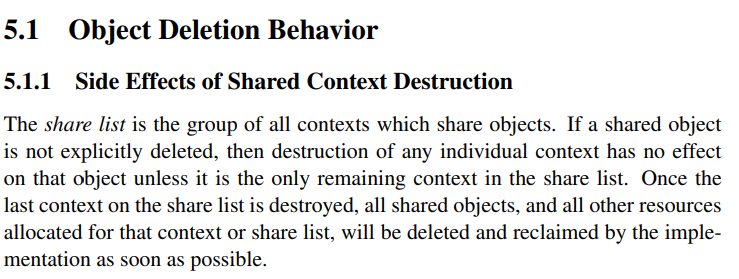 5.1 Object Deletion Behavior
5.1.1 Side Effects of Shared Context Destruction
The share list is the group of all contexts which share objects. If a shared object
is not explicitly deleted, then destruction of any individual context has no effect
on that object unless it is the only remaining context in the share list. Once the
last context on the share list is destroyed, all shared objects, and all other resources
allocated for that context or share list, will be deleted and reclaimed by the imple-
mentation as soon as possible.